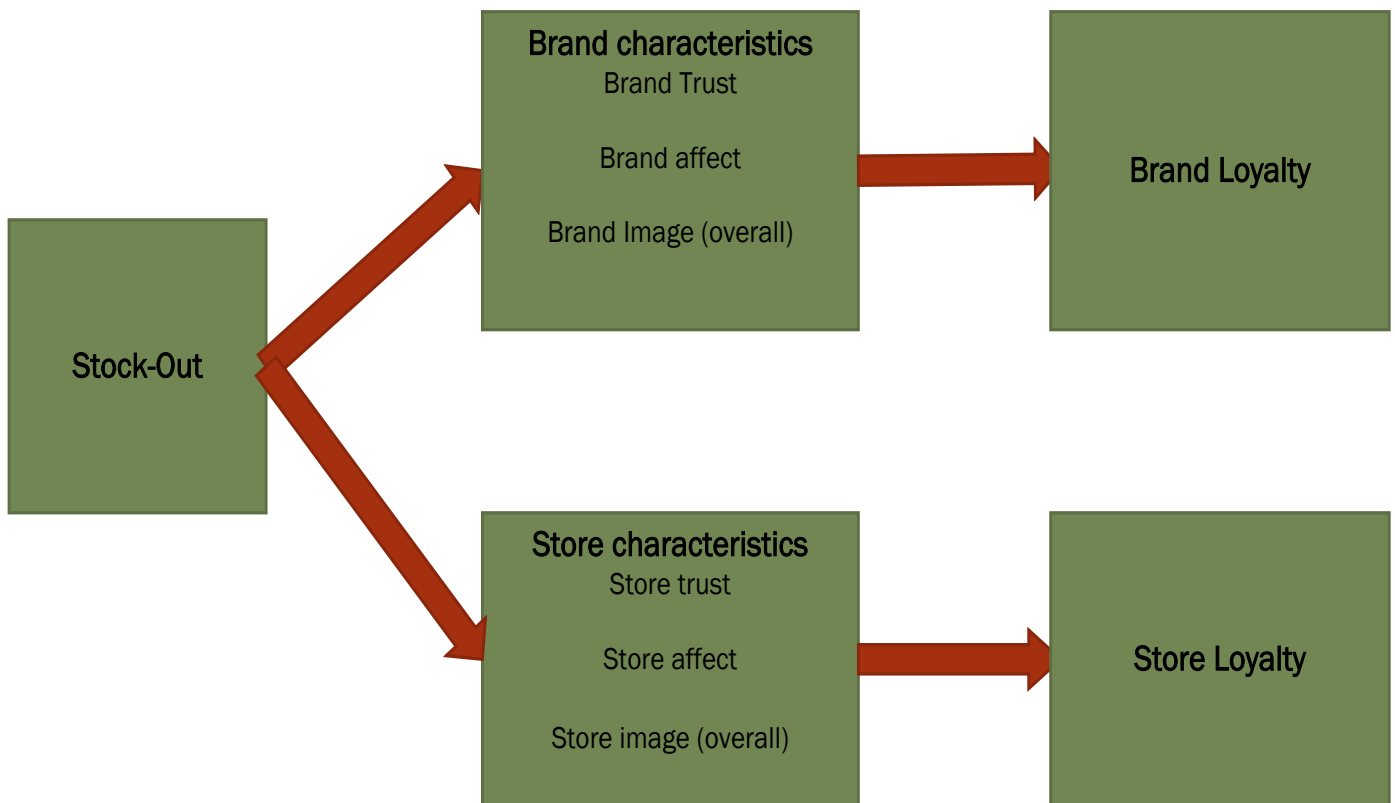 Stock-Out
Brand characteristics
Brand Trust
Brand affect
Brand Image (overall)
Brand Loyalty
Store characteristics
Store trust
Store affect
Store image (overall)
Store Loyalty